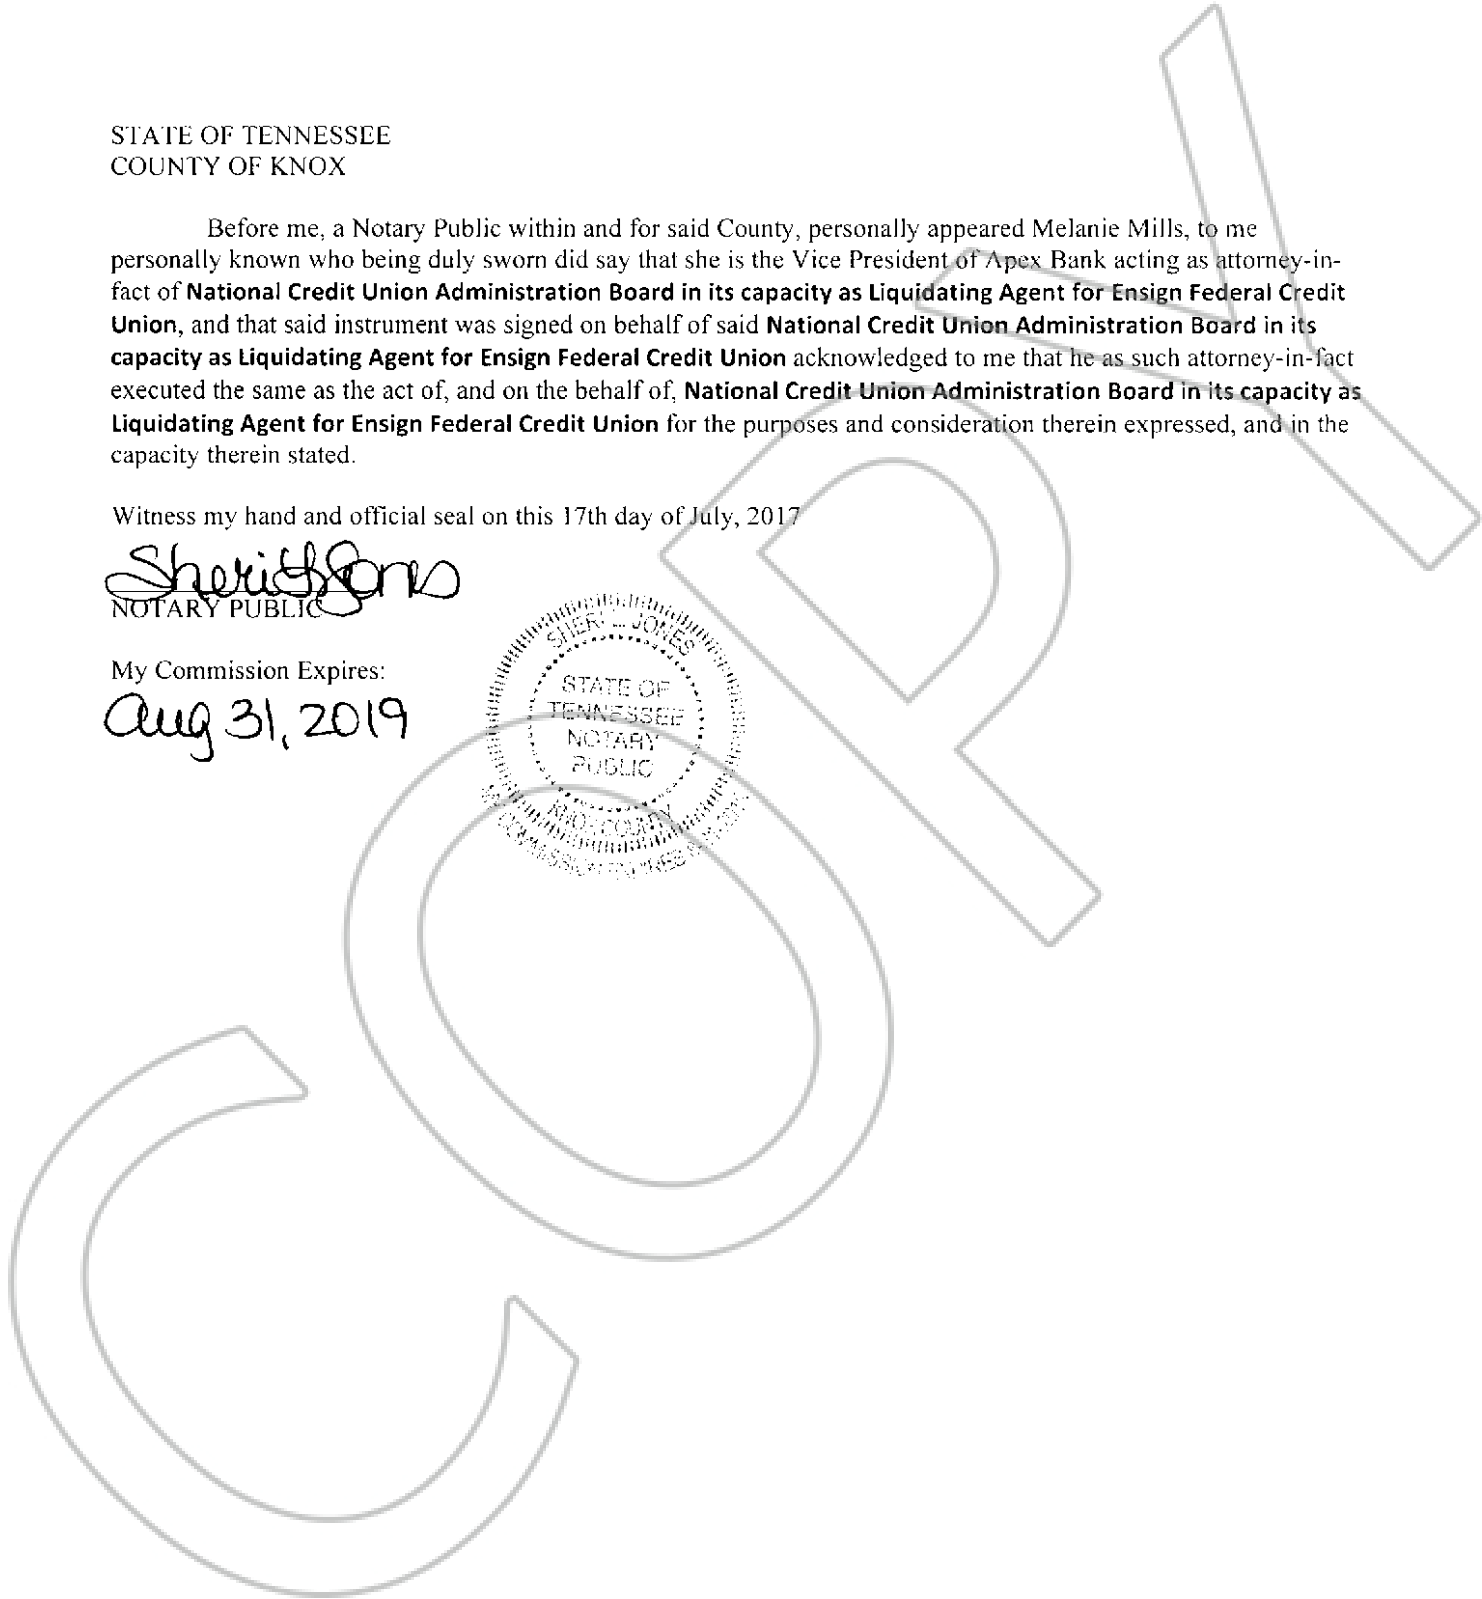 STATE OF TENNESSEE
COUNTY OF KNOX
Before me, a Notary Public within and for said County, personally appeared Melanie Mills, to me
personally known who being duly sworn did say that she is the Vice President of Apex Bank acting as attorney-in-
fact of National Credit Union Administration Board in its capacity as Liquidating Agent for Ensign Federal Credit
Union, and that said instrument was signed on behalf of said National Credit Union Administration Board in its
capacity as Liquidating Agent for Ensign Federal Credit Union acknowledged to me that he as such attorney-in-fact
executed the same as the act of, and on the behalf of, National Credit Union Administration Board in its capacity as
Liquidating Agent for Ensign Federal Credit Union for the purposes and consideration therein expressed, and in the
capacity therein stated.
Witness my hand and official seal on this 17th day of July, 2017
Jones
NOTARY PUBLIC
My Commission Expires:
Aug 31, 2019
JONES
STATE OF
TENNESSEE
NOTARY
PUBLIC
KNOX COUNTY
COMMISSION
COPY